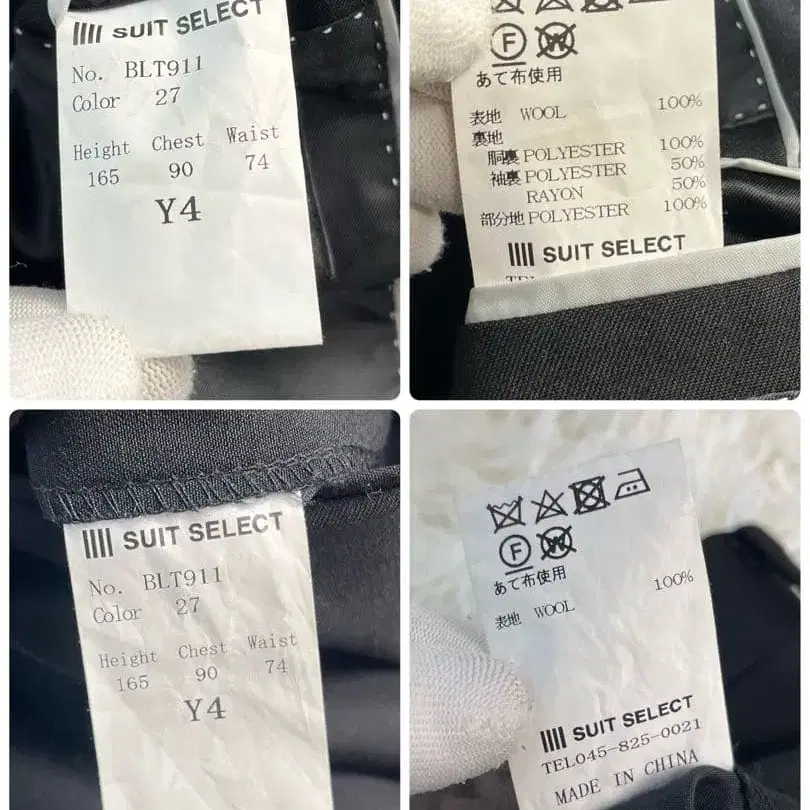 SUIT SELECT
No. BLT911
Color 27
Height Chest Waist
165 90 74
Y4
F W
あて布使用
表地 WOOL 100%
裏地
胴裏 POLYESTER 100%
袖裏 POLYESTER 50%
RAYON 50%
部分地 POLYESTER 100%
SUIT SELECT
SUIT SELECT
No. BLT911
Color 27
Height Chest Waist
165 90 74
Y4
F W
あて布使用
表地 WOOL 100%
SUIT SELECT
TEL045-825-0021
MADE IN CHINA